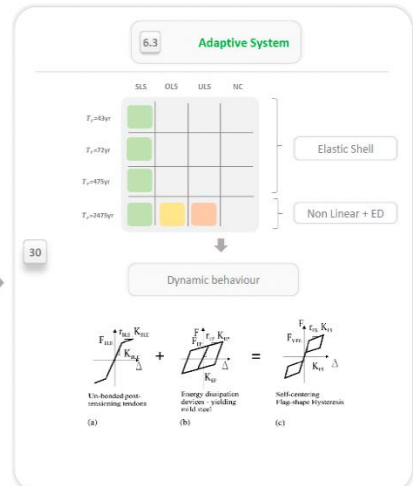 6.3 Adaptive System
SLS OLS ULS NC
Tr=43yr
Tr=72yr
Tr=475yr
Tr=2475yr
Elastic Shell
Non Linear + ED
30
Dynamic behaviour
F
Δ
+
F
Δ
=
F
Δ
Un-bonded post-
tensioning tendons
(a)
Energy dissipation
devices - yielding
mild steel
(b)
Self-centering
Flag-shape Hysteresis
(c)